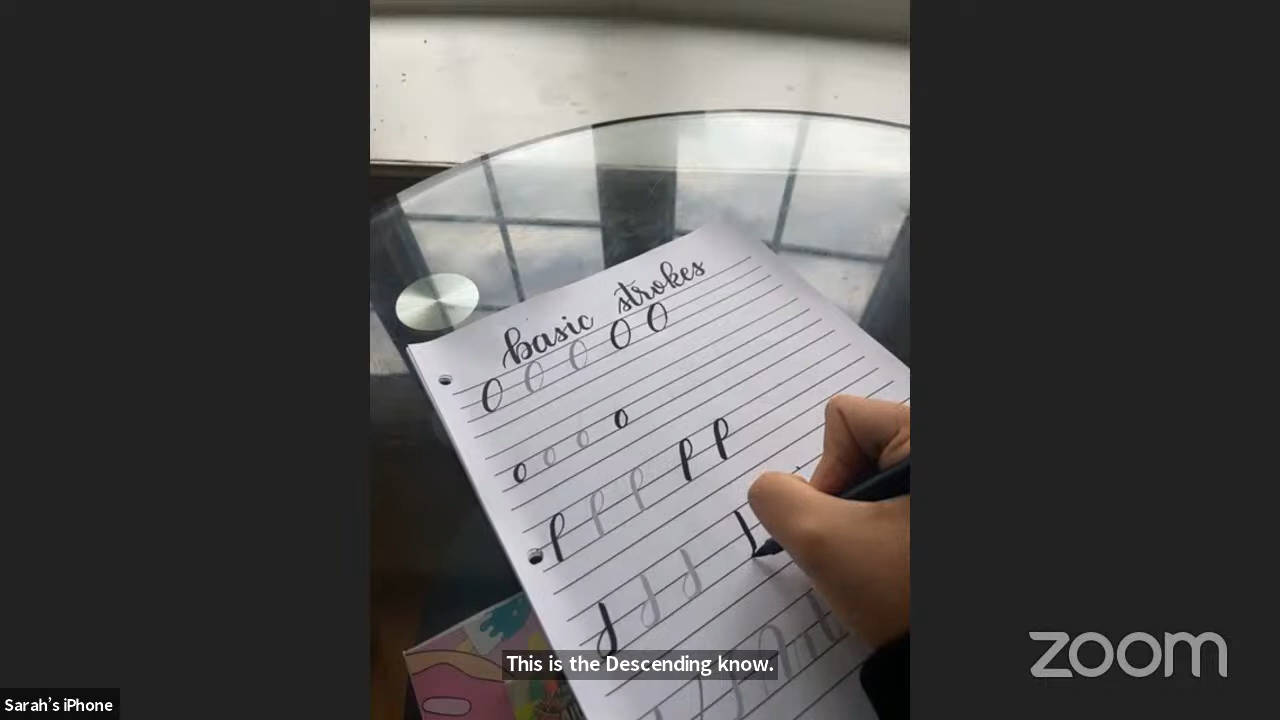 basic strokes
This is the Descending know.
zoom
Sarah's iPhone